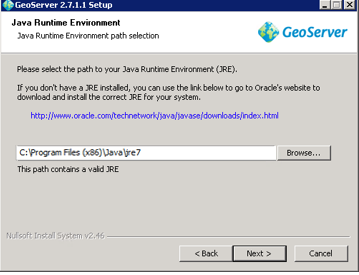 GeoServer 2.7.1.1 Setup
Java Runtime Environment
Java Runtime Environment path selection
GeoServer
Please select the path to your Java Runtime Environment (JRE).
If you don't have a JRE installed, you can use the link below to go to Oracle's website to
download and install the correct JRE for your system.
http://www.oracle.com/technetwork/java/javase/downloads/index.html
C:\Program Files (x86)\Java\jre7
Browse...
This path contains a valid JRE
Nullsoft Install System v2.46
< Back
Next >
Cancel